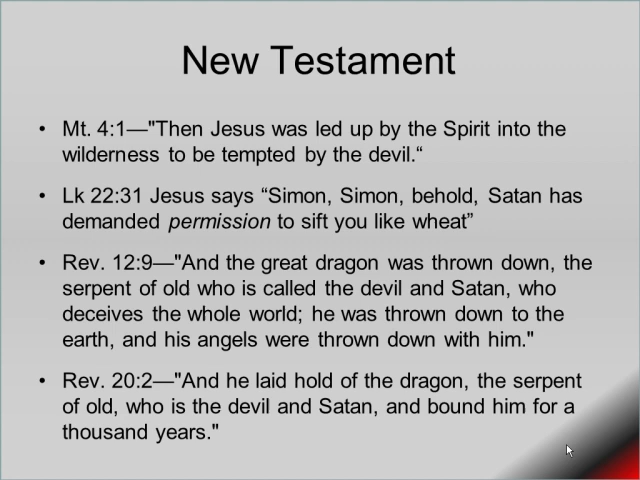 New Testament
• Mt. 4:1—"Then Jesus was led up by the Spirit into the
wilderness to be tempted by the devil.“
• Lk 22:31 Jesus says “Simon, Simon, behold, Satan has
demanded permission to sift you like wheat”
• Rev. 12:9—"And the great dragon was thrown down, the
serpent of old who is called the devil and Satan, who
deceives the whole world; he was thrown down to the
earth, and his angels were thrown down with him."
• Rev. 20:2—"And he laid hold of the dragon, the serpent
of old, who is the devil and Satan, and bound him for a
thousand years."